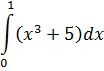 ∫₀¹ (x³ + 5)dx